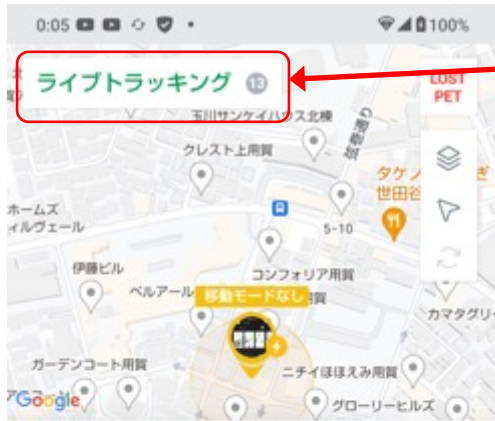 0:05
100%
ライブトラッキング 13
LOST
PET
玉川サンケイハウス北棟
弦巻通り
クレスト上用賀
タケノ
世田谷
ホームズ
ィルヴェール
5-10
伊藤ビル
コンフォリア用賀
ベルアール
移動モードなし
カマタグリ
ガーデンコート用賀
ニチイほほえみ用賀
Google
グローリーヒルズ